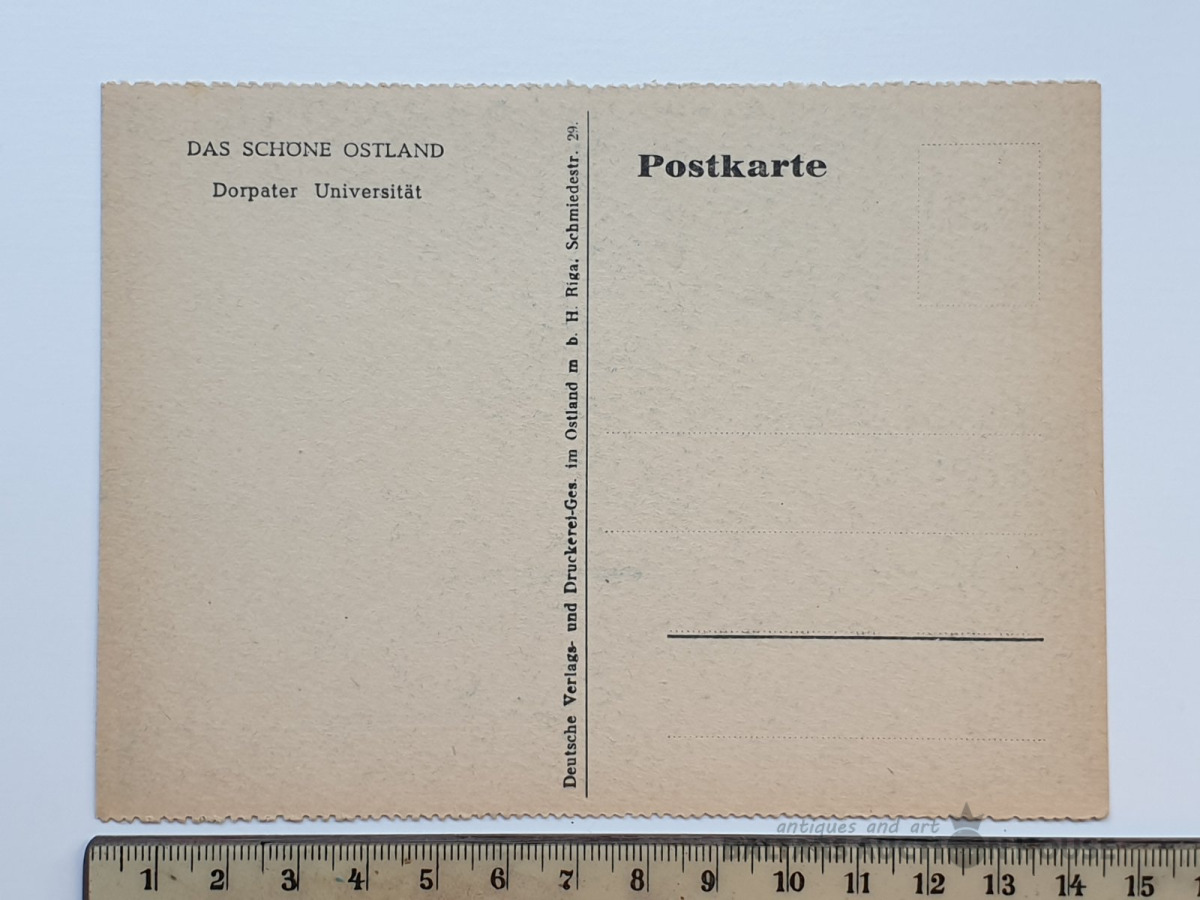 DAS SCHÖNE OSTLAND
Dorpater Universität
Deutsche Verlags- und Druckerei-Ges. im Ostland m b. H. Riga, Schmiedestr. 29.
Postkarte
antiques and art
1 2 3 4 5 6 7 8 9 10 11 12 13 14 15